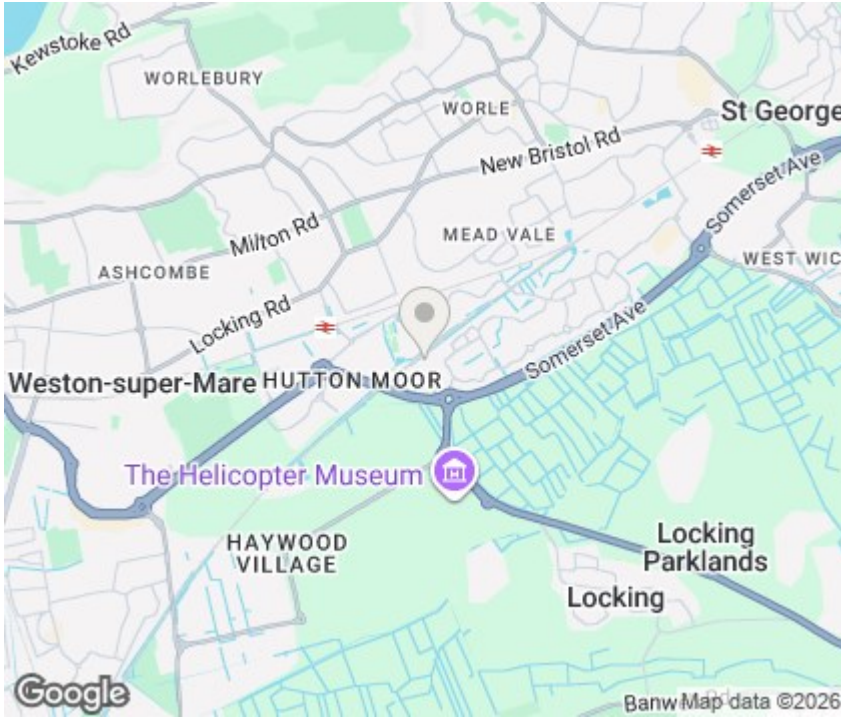 Kewstoke Rd
WORLEBURY
WORLE
St George
New Bristol Rd
Somerset Ave
Milton Rd
MEAD VALE
WEST WIC
ASHCOMBE
Locking Rd
Somerset Ave
Weston-super-Mare
HUTTON MOOR
The Helicopter Museum
HAYWOOD
VILLAGE
Locking
Parklands
Locking
Google
Banw
Map data ©2026